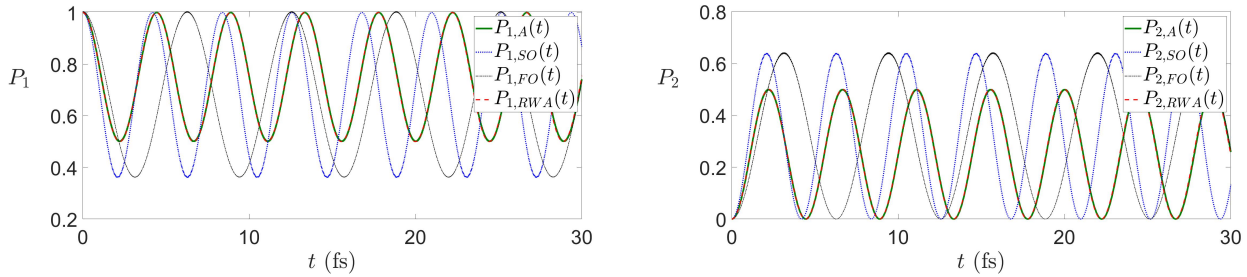 1
0.8
0.6
0.4
0.2
P₁
0
10
20
30
t (fs)
P₁,A(t)
P₁,SO(t)
P₁,FO(t)
P₁,RWA(t)
0.8
0.6
0.4
0.2
0
P₂
0
10
20
30
t (fs)
P₂,A(t)
P₂,SO(t)
P₂,FO(t)
P₂,RWA(t)